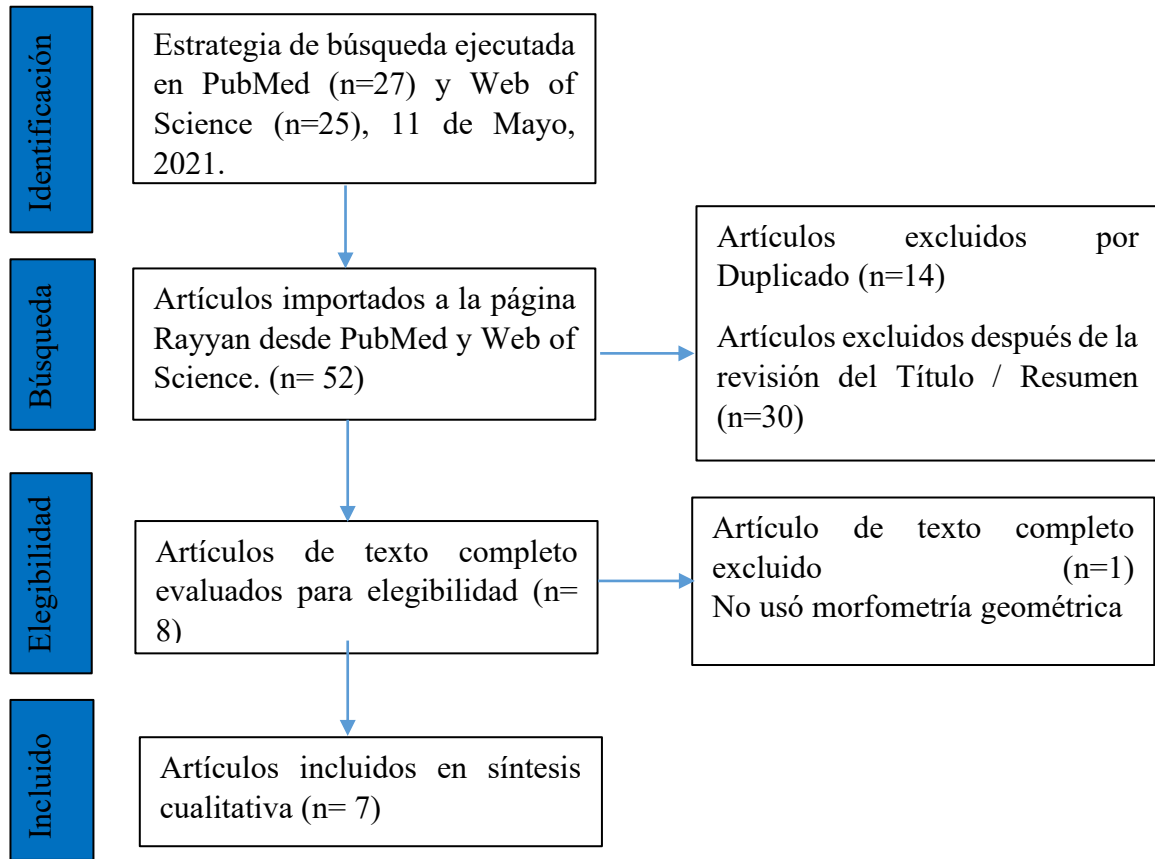 Identificación
Estrategia de búsqueda ejecutada
en PubMed (n=27) y Web of
Science (n=25), 11 de Mayo,
2021.
Búsqueda
Artículos importados a la página
Rayyan desde PubMed y Web of
Science. (n= 52)
Artículos excluidos por
Duplicado (n=14)
Artículos excluidos después de la
revisión del Título / Resumen
(n=30)
Elegibilidad
Artículos de texto completo
evaluados para elegibilidad (n=
8)
Artículo de texto completo
excluido (n=1)
No usó morfometría geométrica
Incluido
Artículos incluidos en síntesis
cualitativa (n= 7)